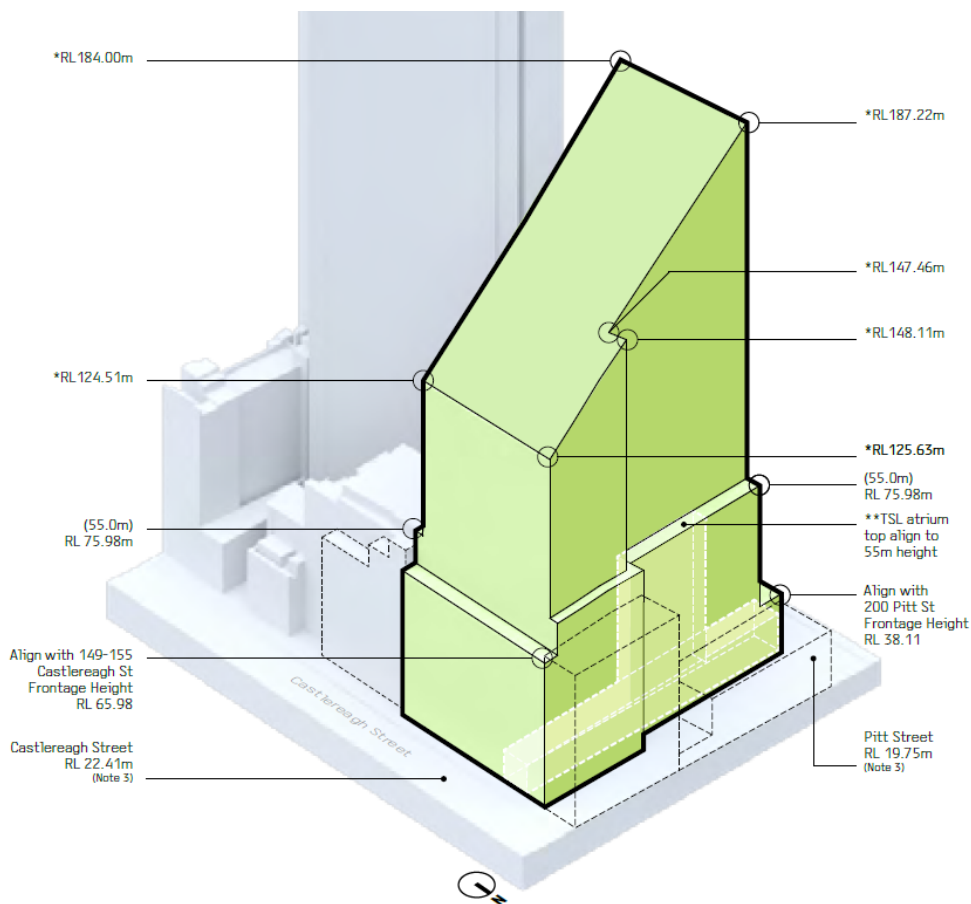 *RL184.00m
*RL187.22m
*RL147.46m
*RL148.11m
*RL124.51m
*RL125.63m
(55.0m)
RL 75.98m
**TSL atrium
top align to
55m height
(55.0m)
RL 75.98m
Align with
200 Pitt St
Frontage Height
RL 38.11
Align with 149-155
Castlereagh St
Frontage Height
RL 65.98
Castlereagh Street
Castlereagh Street
RL 22.41m
(Note 3)
Pitt Street
RL 19.75m
(Note 3)
N